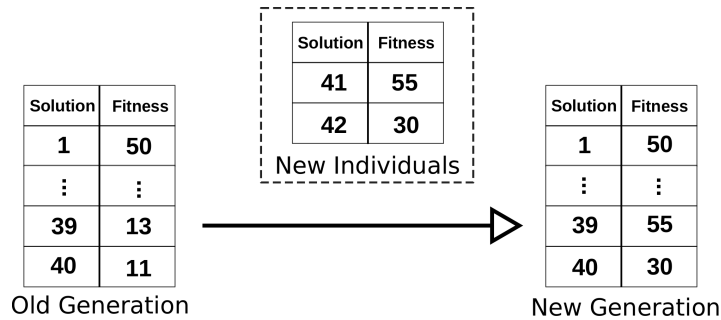 Solution Fitness
41 55
42 30
New Individuals
Solution Fitness
1 50
⋮ ⋮
39 13
40 11
Old Generation
Solution Fitness
1 50
⋮ ⋮
39 55
40 30
New Generation